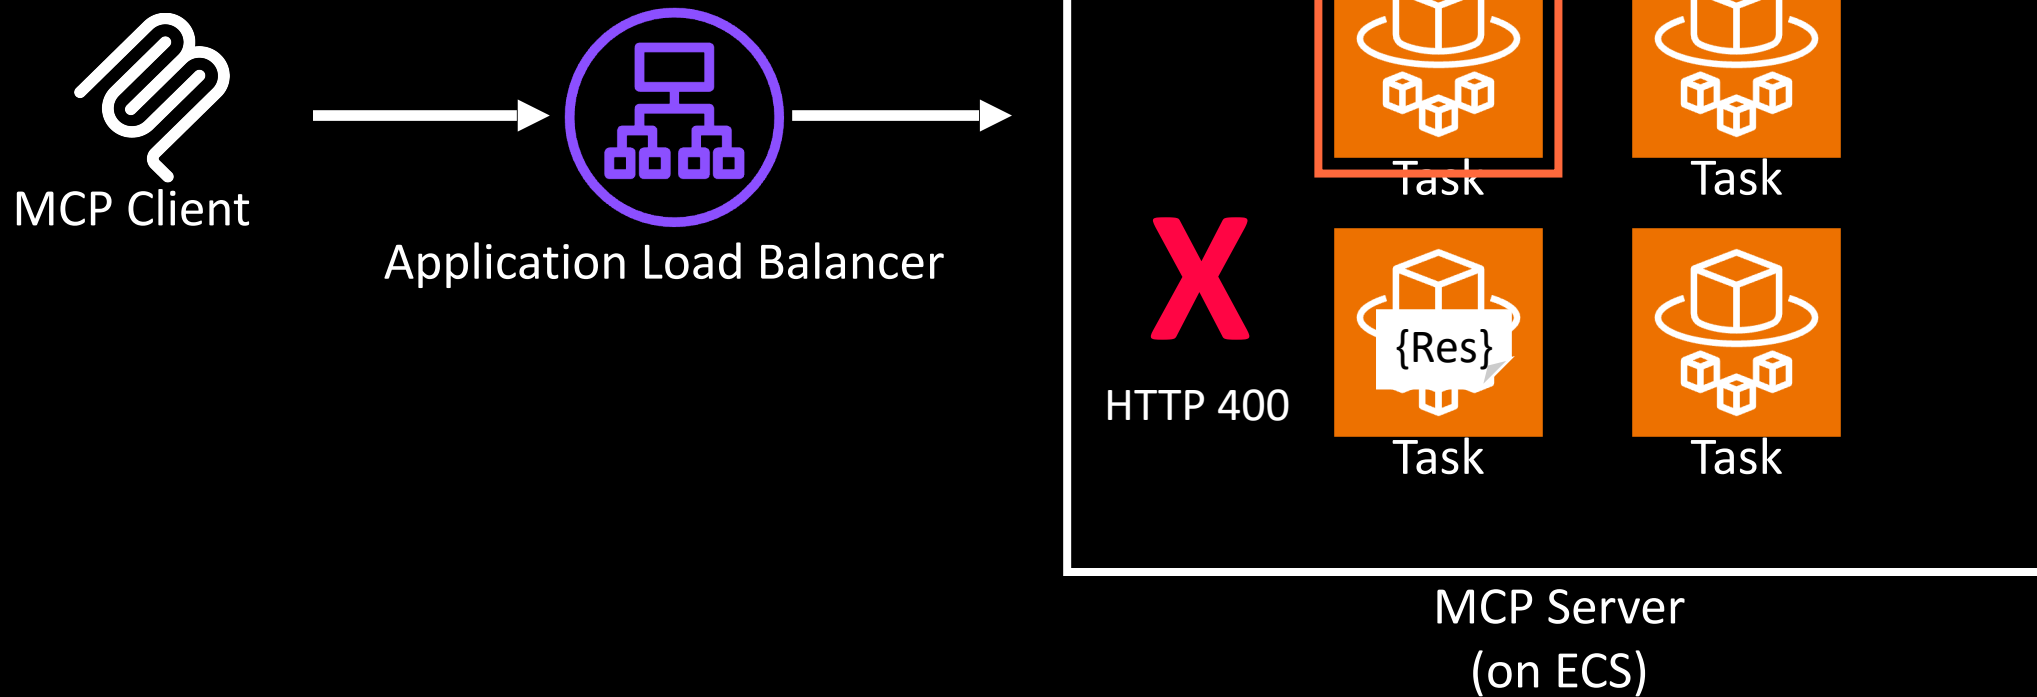 MCP Client
Application Load Balancer
Task
Task
X
HTTP 400
{Res}
Task
Task
MCP Server
(on ECS)